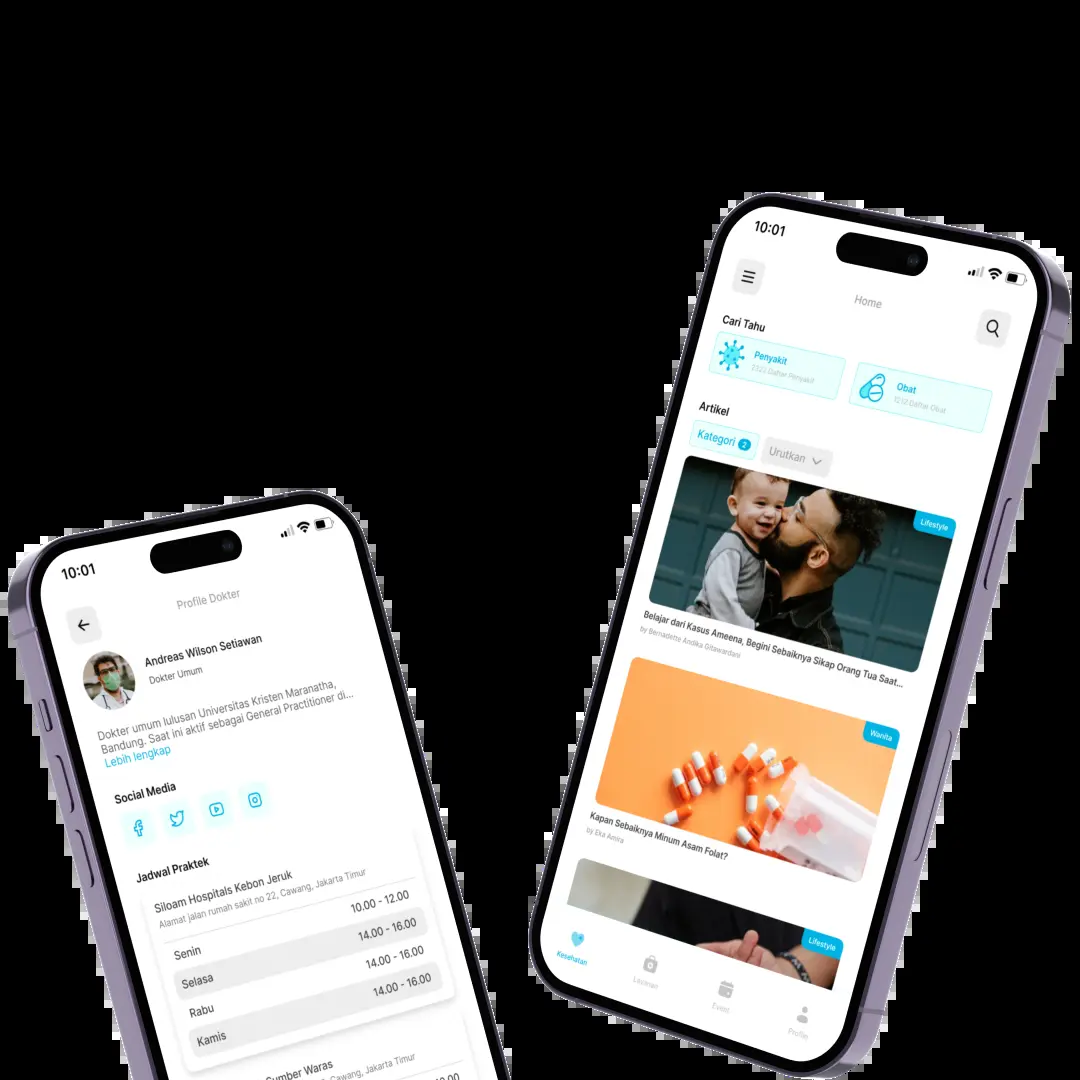 10:01
Profile Dokter
Andreas Wilson Setiawan
Dokter Umum
Dokter umum lulusan Universitas Kristen Maranatha,
Bandung. Saat ini aktif sebagai General Practitioner di...
Lebih lengkap
Social Media
Jadwal Praktek
Siloam Hospitals Kebon Jeruk
Alamat jalan rumah sakit no 22, Cawang, Jakarta Timur
Senin 10.00 - 12.00
Selasa 14.00 - 16.00
Rabu 14.00 - 16.00
Kamis 14.00 - 16.00
Sumber Waras
Cawang, Jakarta Timur
10:01
Home
Cari Tahu
Penyakit
2322 Daftar Penyakit
Obat
1212 Daftar Obat
Artikel
Kategori 2
Urutkan
Lifestyle
Belajar dari Kasus Ameena, Begini Sebaiknya Sikap Orang Tua Saat...
by Bernadetta Andika Gitawardani
Wanita
Kapan Sebaiknya Minum Asam Folat?
by Eka Amira
Lifestyle
Kesehatan
Layanan
Event
Profile